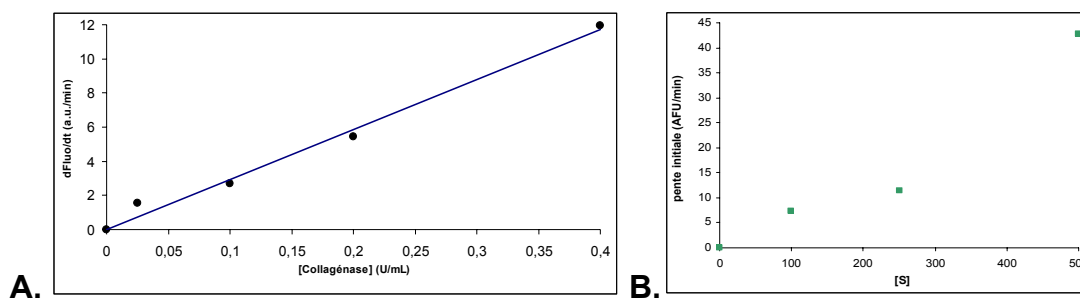 A.
dFluo/dt (a.u./min)
12
10
8
6
4
2
0
0 0,05 0,1 0,15 0,2 0,25 0,3 0,35 0,4
[Collagénase] (U/mL)
B.
pente initiale (AFU/min)
45
40
35
30
25
20
15
10
5
0
0 100 200 300 400 500
[S]